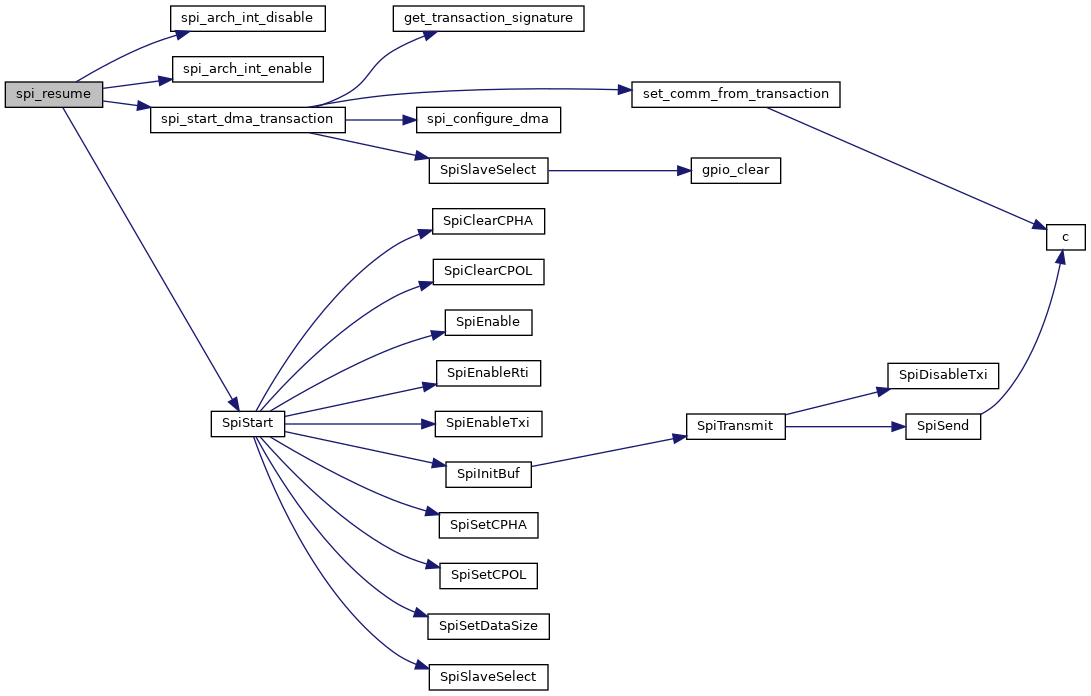 spi_resume
spi_arch_int_disable
spi_arch_int_enable
spi_start_dma_transaction
get_transaction_signature
set_comm_from_transaction
spi_configure_dma
SpiSlaveSelect
gpio_clear
c
SpiStart
SpiClearCPHA
SpiClearCPOL
SpiEnable
SpiEnableRti
SpiEnableTxi
SpiInitBuf
SpiTransmit
SpiDisableTxi
SpiSend
SpiSetCPHA
SpiSetCPOL
SpiSetDataSize
SpiSlaveSelect